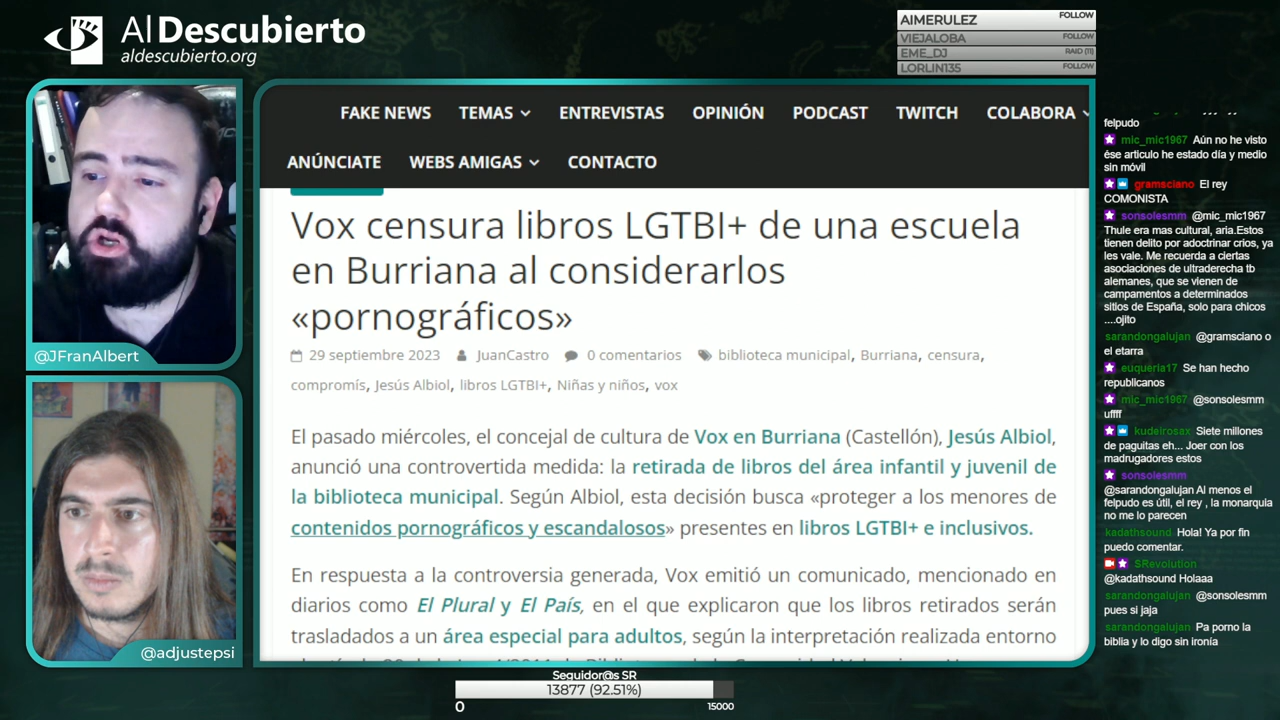 Al Descubierto
aldescubierto.org
AIMERULEZ FOLLOW
VIEJALOBA FOLLOW
EME_DJ RAID (11)
LORLIN135 FOLLOW
@JFranAlbert
@adjustepsi
FAKE NEWS TEMAS ENTREVISTAS OPINIÓN PODCAST TWITCH COLABORA
ANÚNCIATE WEBS AMIGAS CONTACTO
Vox censura libros LGTBI+ de una escuela
en Burriana al considerarlos
«pornográficos»
29 septiembre 2023 JuanCastro 0 comentarios biblioteca municipal, Burriana, censura,
compromís, Jesús Albiol, libros LGTBI+, Niñas y niños, vox
El pasado miércoles, el concejal de cultura de Vox en Burriana (Castellón), Jesús Albiol,
anunció una controvertida medida: la retirada de libros del área infantil y juvenil de
la biblioteca municipal. Según Albiol, esta decisión busca «proteger a los menores de
contenidos pornográficos y escandalosos» presentes en libros LGTBI+ e inclusivos.
En respuesta a la controversia generada, Vox emitió un comunicado, mencionado en
diarios como El Plural y El País, en el que explicaron que los libros retirados serán
trasladados a un área especial para adultos, según la interpretación realizada entorno
felpudo
mic_mic1967 Aún no he visto
ése articulo he estado día y medio
sin móvil
gramsciano El rey
COMONISTA
sonsolesmm @mic_mic1967
Thule era mas cultural, aria.Estos
tienen delito por adoctrinar crios, ya
les vale. Me recuerda a ciertas
asociaciones de ultraderecha tb
alemanes, que se vienen de
campamentos a determinados
sitios de España, solo para chicos
....ojito
sarandongalujan @gramsciano o
el etarra
euqueria17 Se han hecho
republicanos
mic_mic1967 @sonsolesmm
uffff
kudeirosax Siete millones
de paguitas eh... Joer con los
madrugadores estos
sonsolesmm
@sarandongalujan Al menos el
felpudo es útil, el rey , la monarquia
no me lo parecen
kadathsound Hola! Ya por fin
puedo comentar.
SRevolution
@kadathsound Holaaa
sarandongalujan @sonsolesmm
pues si jaja
sarandongalujan Pa porno la
biblia y lo digo sin ironía
Seguidor@s SR
13877 (92.51%)
0 15000